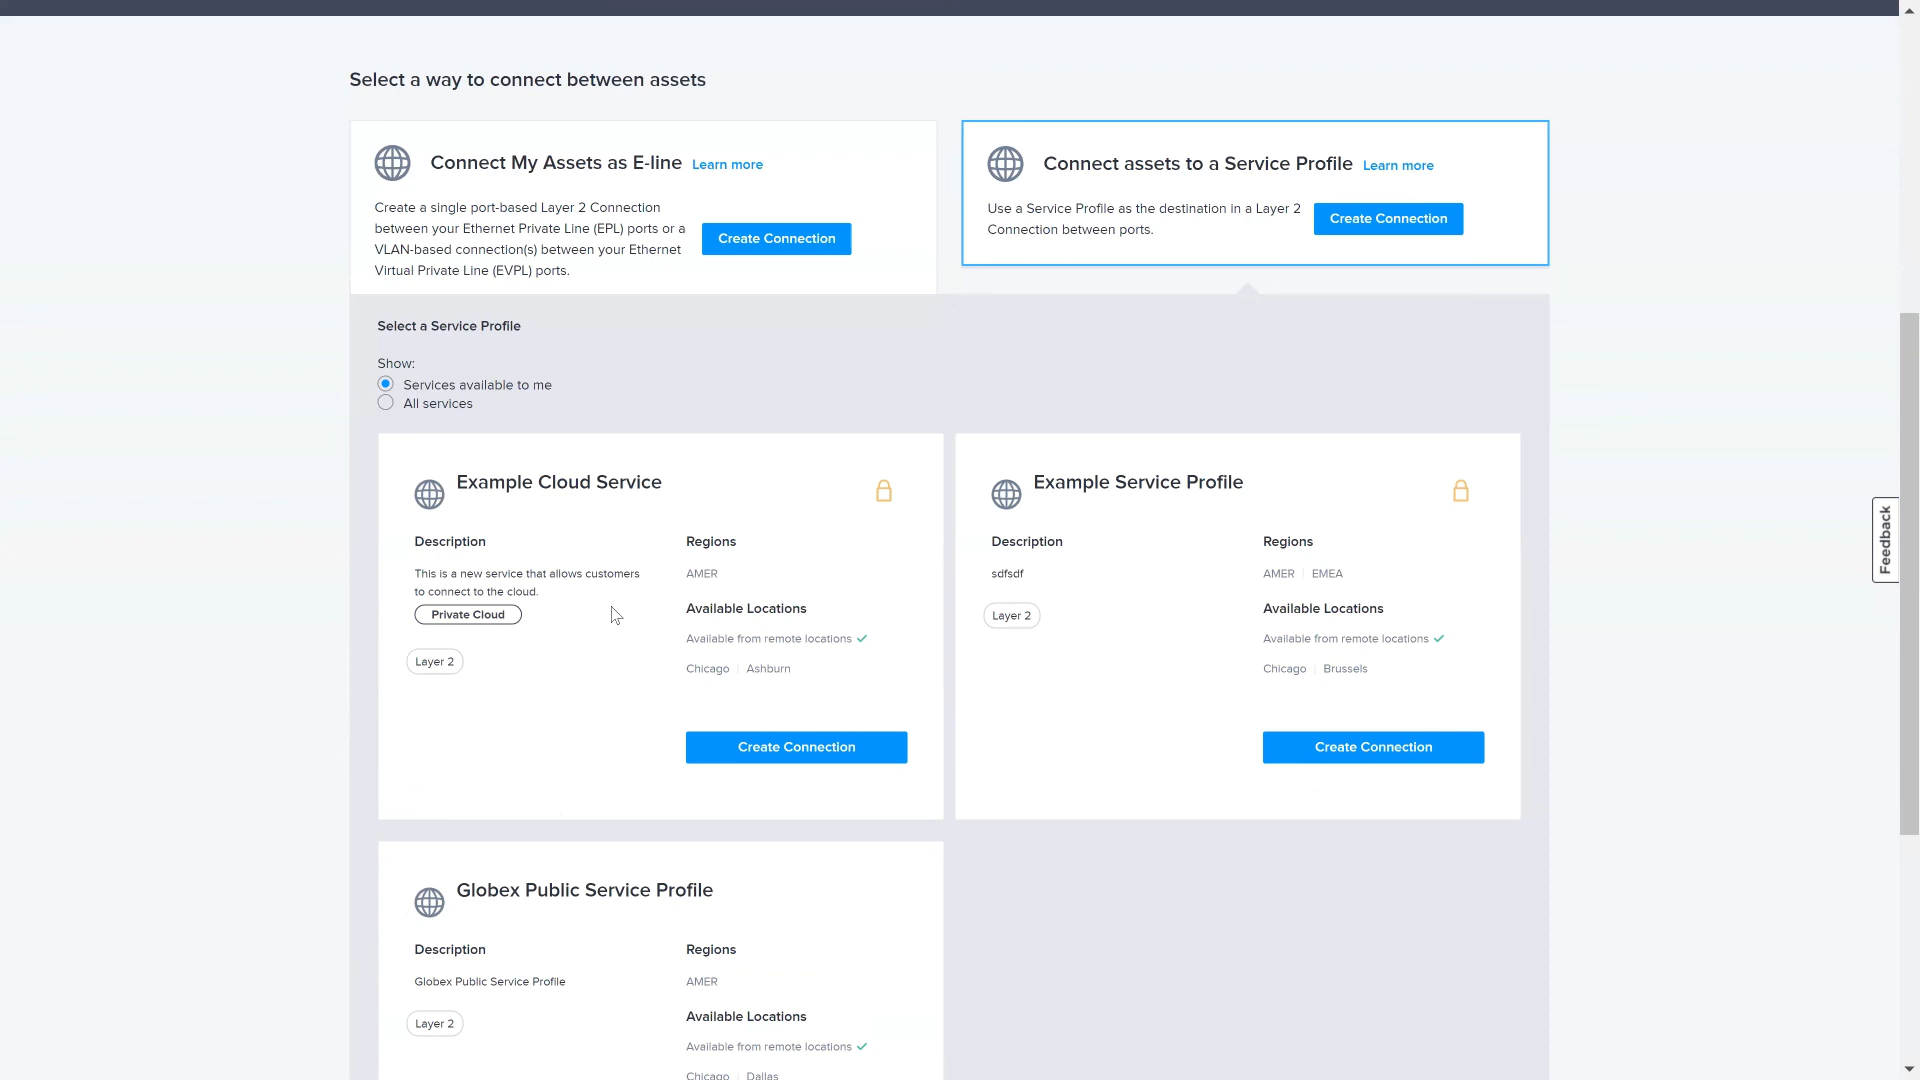 Select a way to connect between assets
Connect My Assets as E-line Learn more
Create a single port-based Layer 2 Connection
between your Ethernet Private Line (EPL) ports or a
VLAN-based connection(s) between your Ethernet
Virtual Private Line (EVPL) ports.
Create Connection
Connect assets to a Service Profile Learn more
Use a Service Profile as the destination in a Layer 2
Connection between ports.
Create Connection
Select a Service Profile
Show:
Services available to me
All services
Example Cloud Service
Description
This is a new service that allows customers
to connect to the cloud.
Private Cloud
Layer 2
Regions
AMER
Available Locations
Available from remote locations
Chicago | Ashburn
Create Connection
Example Service Profile
Description
sdfsdf
Layer 2
Regions
AMER | EMEA
Available Locations
Available from remote locations
Chicago | Brussels
Create Connection
Globex Public Service Profile
Description
Globex Public Service Profile
Layer 2
Regions
AMER
Available Locations
Available from remote locations
Chicago | Dallas
Feedback